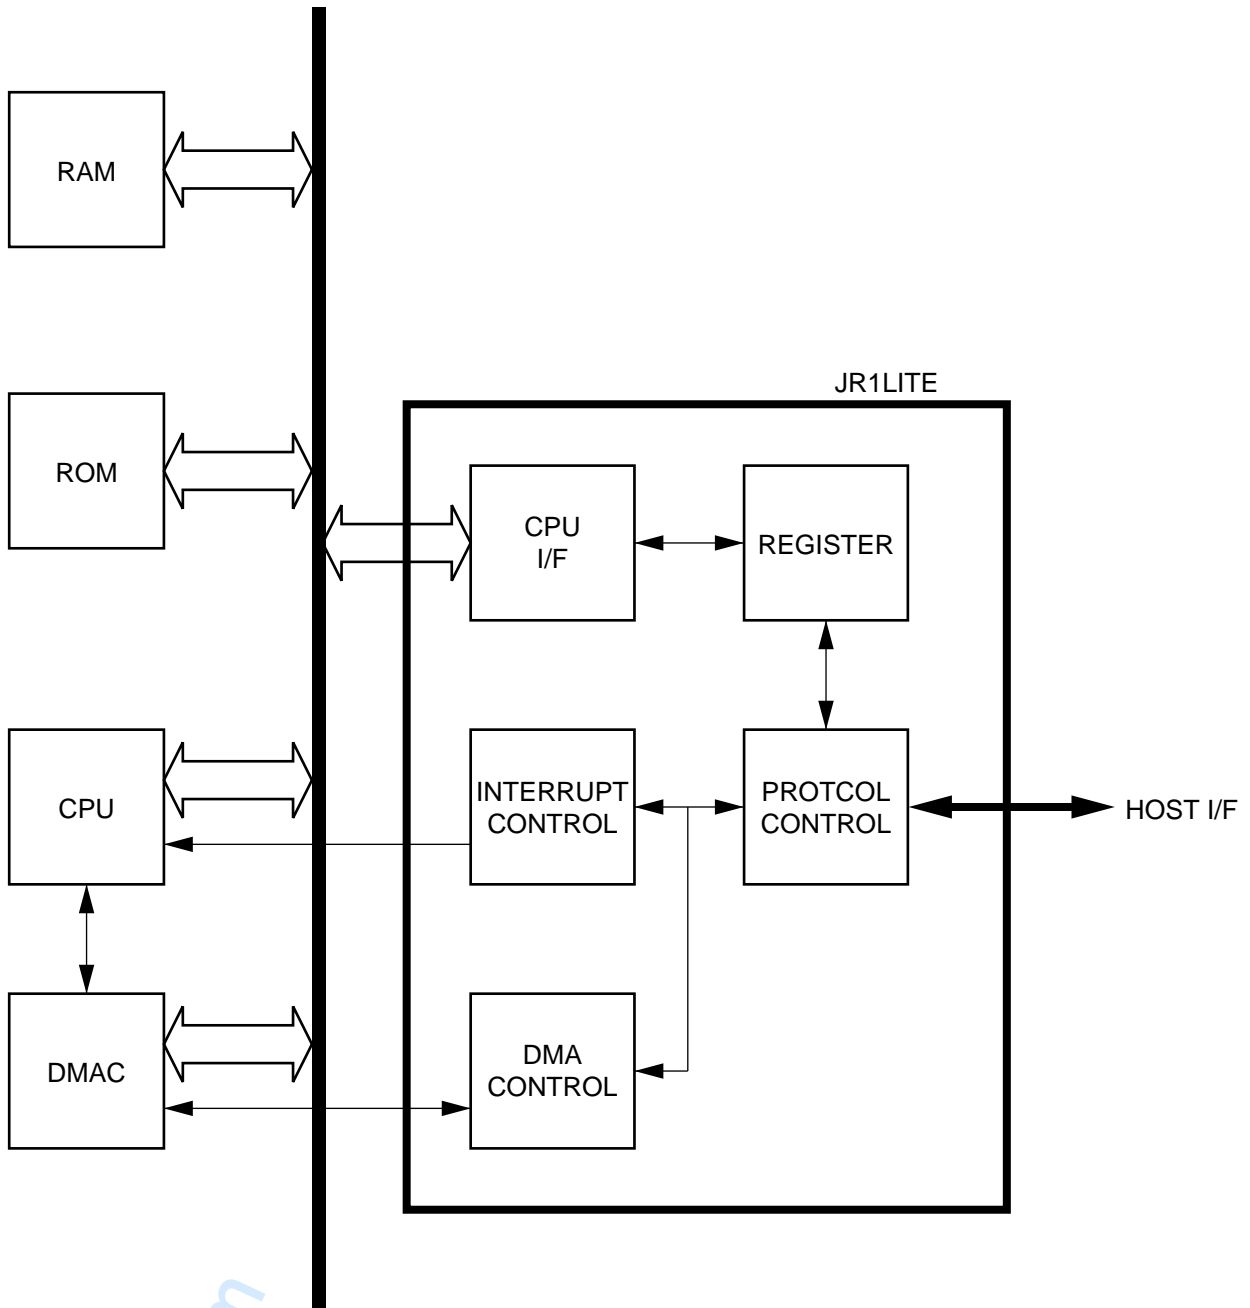 RAM
JR1LITE
ROM
CPU
I/F
REGISTER
CPU
INTERRUPT
CONTROL
PROTCOL
CONTROL
HOST I/F
DMAC
DMA
CONTROL